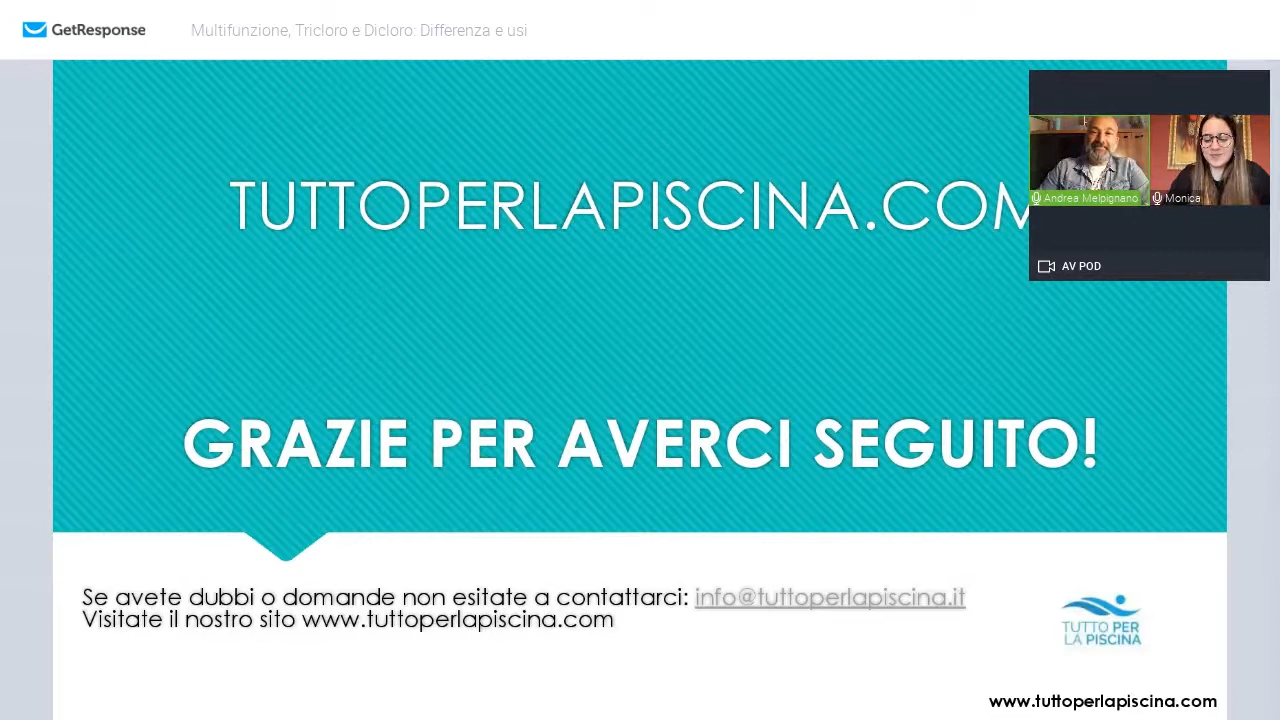 GetResponse
Multifunzione, Tricloro e Dicloro: Differenza e usi
TUTTOPERLAPISCINA.COM
Andrea Melpignano
Monica
AV POD
GRAZIE PER AVERCI SEGUITO!
Se avete dubbi o domande non esitate a contattarci: info@tuttoperlapiscina.it
Visitate il nostro sito www.tuttoperlapiscina.com
TUTTO PER
LA PISCINA
www.tuttoperlapiscina.com